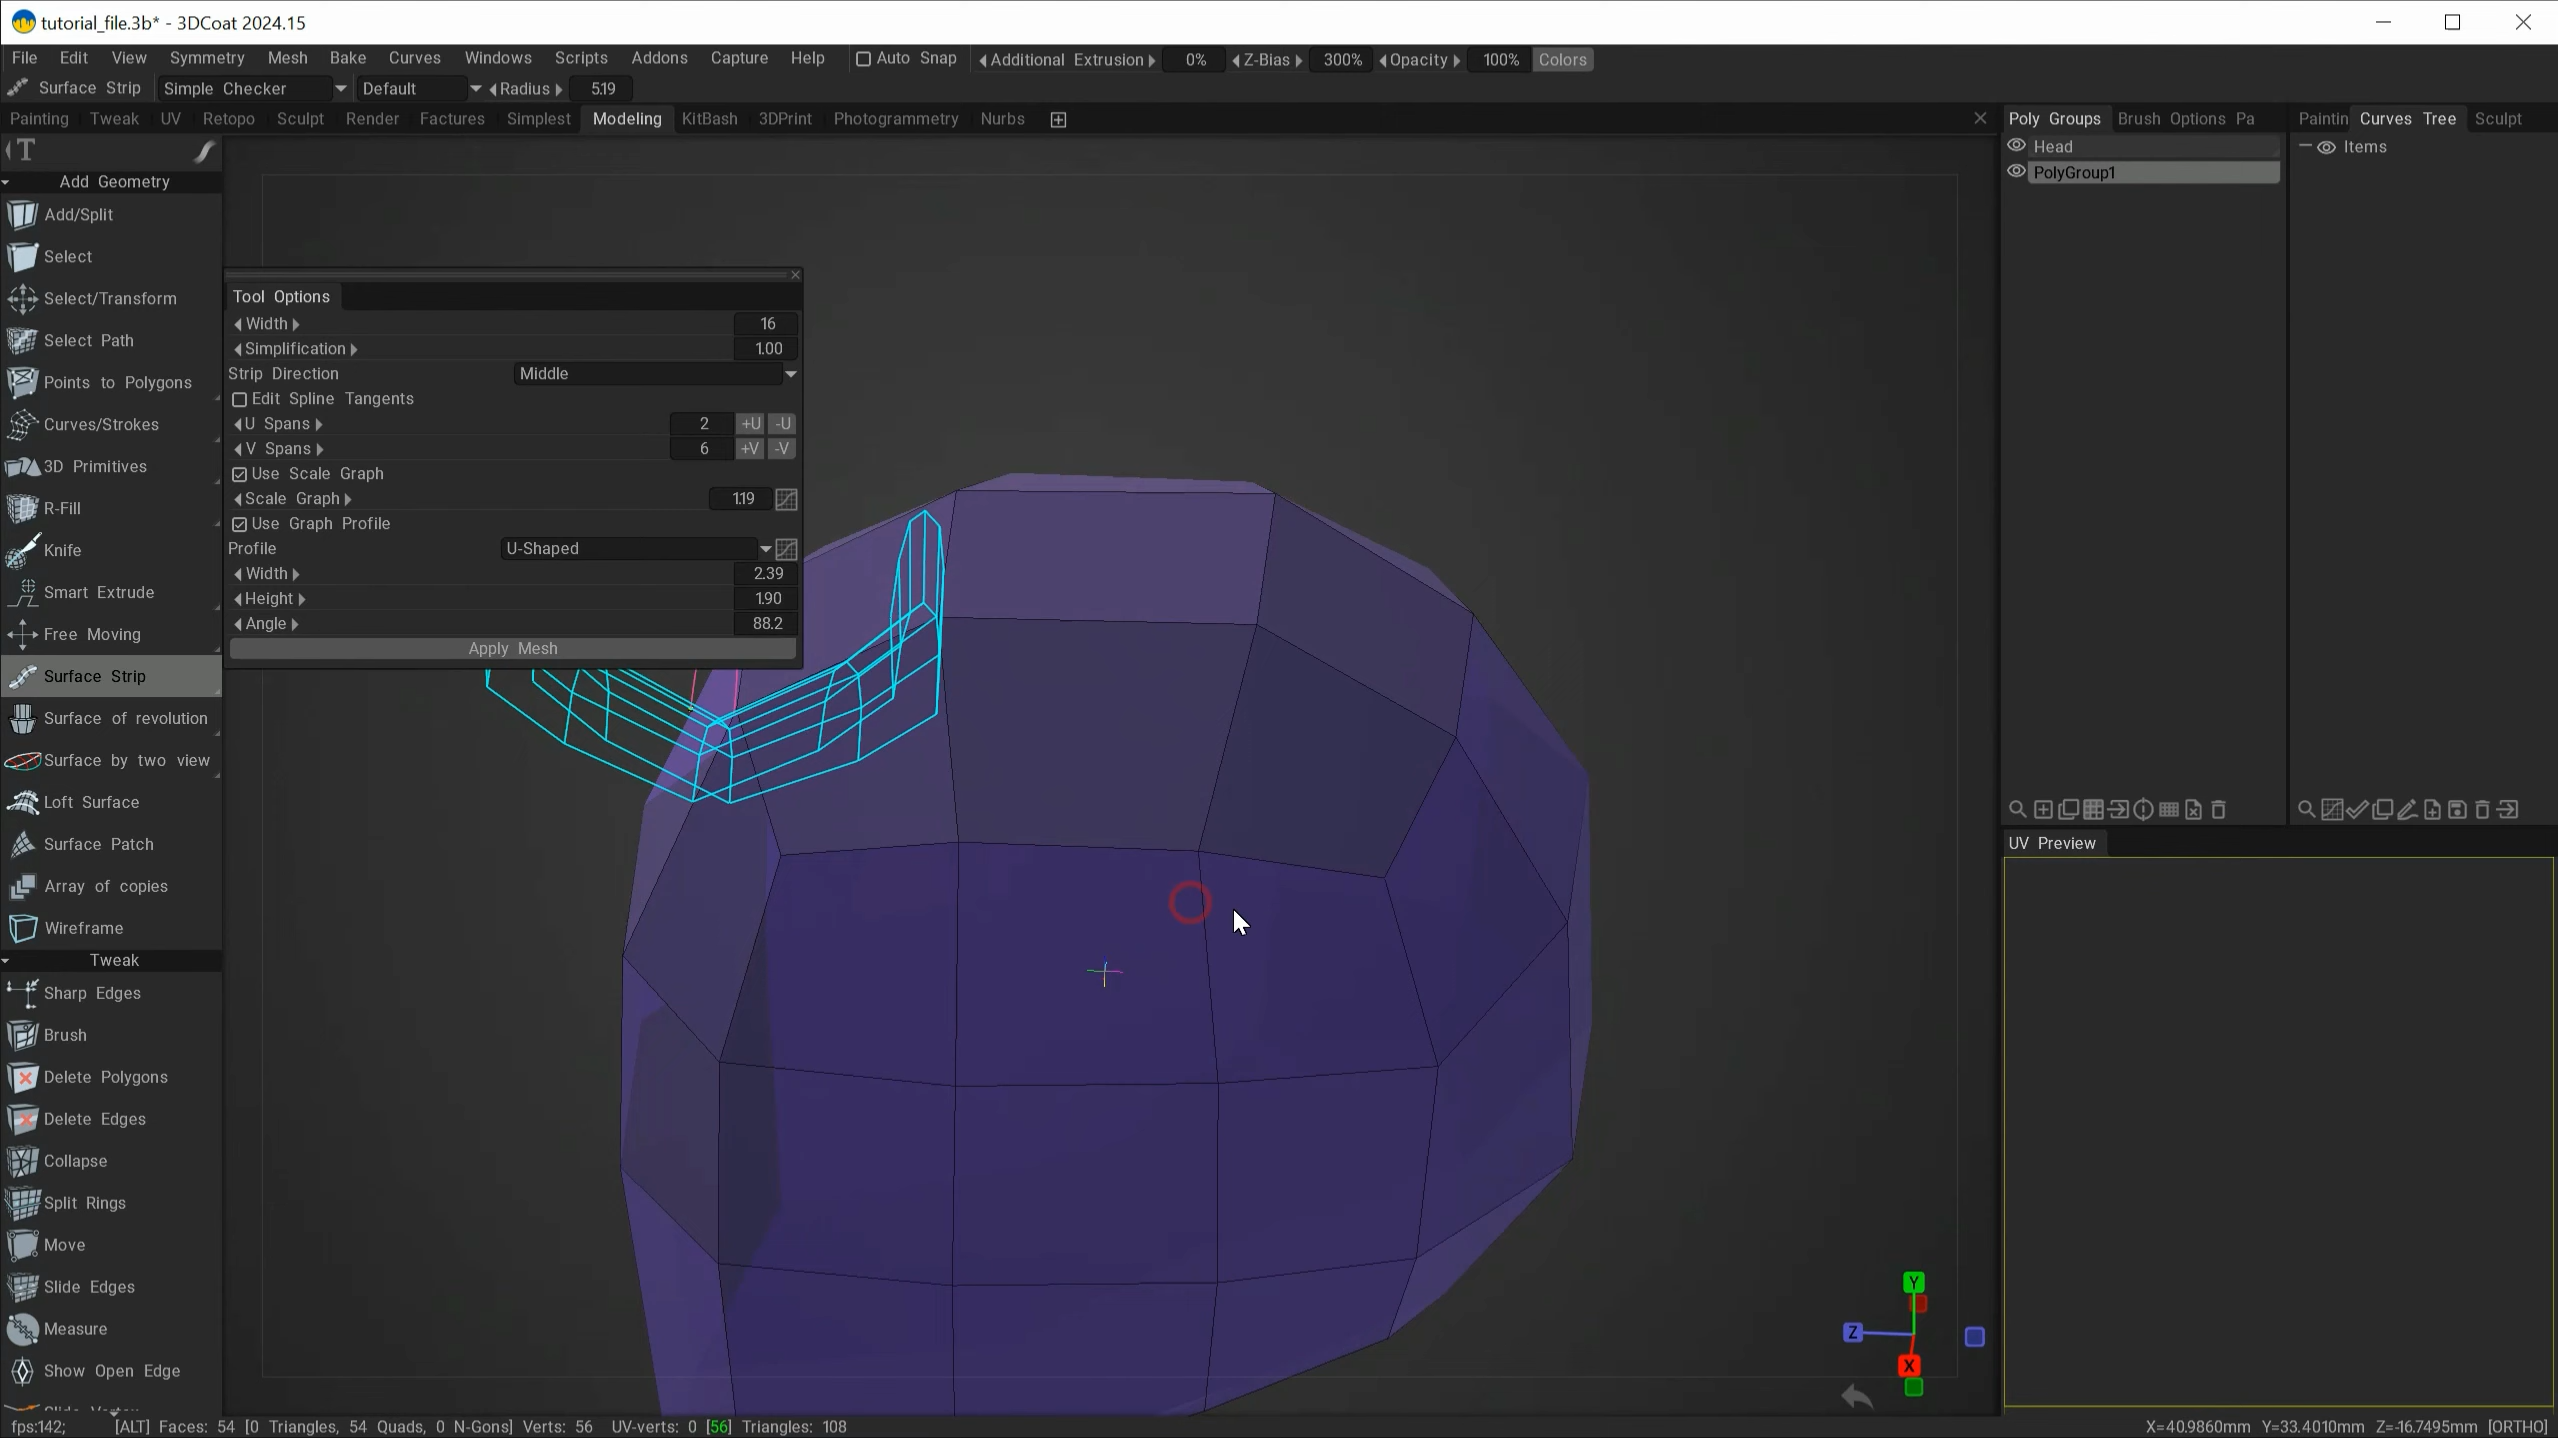 tutorial_file.3b* - 3DCoat 2024.15
File Edit View Symmetry Mesh Bake Curves Windows Scripts Addons Capture Help Auto Snap Additional Extrusion 0% Z-Bias 300% Opacity 100% Colors
Surface Strip Simple Checker Default Radius 5.19
Painting Tweak UV Retopo Sculpt Render Factures Simplest Modeling KitBash 3DPrint Photogrammetry Nurbs
Poly Groups Brush Options Pa
Paintin Curves Tree Sculpt
Head
PolyGroup1
Items
T
Add Geometry
Add/Split
Select
Select/Transform
Select Path
Points to Polygons
Curves/Strokes
3D Primitives
R-Fill
Knife
Smart Extrude
Free Moving
Surface Strip
Surface of revolution
Surface by two view
Loft Surface
Surface Patch
Array of copies
Wireframe
Tweak
Sharp Edges
Brush
Delete Polygons
Delete Edges
Collapse
Split Rings
Move
Slide Edges
Measure
Show Open Edge
Tool Options
Width 16
Simplification 1.00
Strip Direction Middle
Edit Spline Tangents
U Spans 2 +U -U
V Spans 6 +V -V
Use Scale Graph
Scale Graph 1.19
Use Graph Profile
Profile U-Shaped
Width 2.39
Height 1.90
Angle 88.2
Apply Mesh
UV Preview
Y
Z
X
fps:142; [ALT] Faces: 54 [0 Triangles, 54 Quads, 0 N-Gons] Verts: 56 UV-verts: 0 [56] Triangles: 108
X=40.9860mm Y=33.4010mm Z=-16.7495mm [ORTHO]